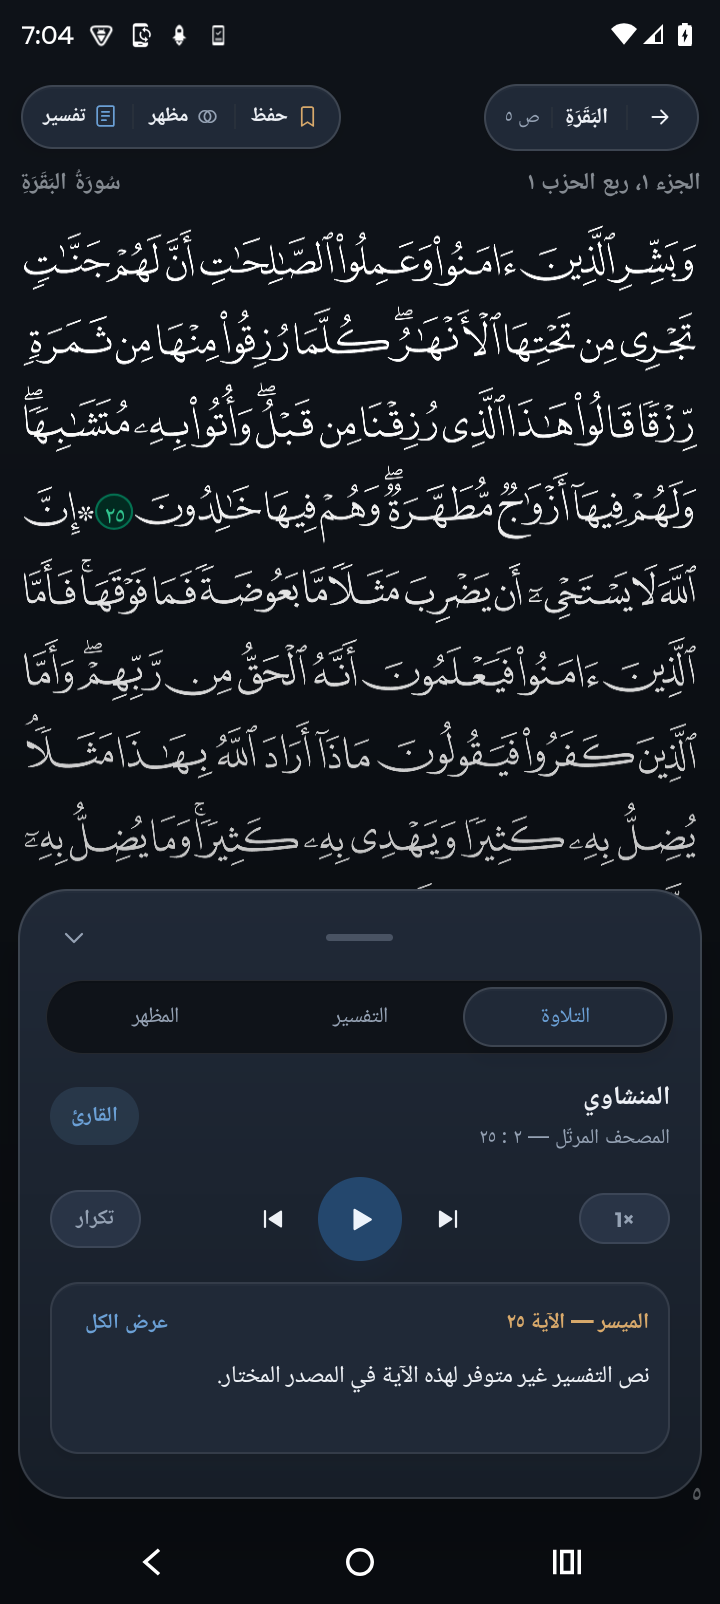 7:04
البَقَرَةِ ص ٥
حفظ مظهر تفسير
الجزء ١، ربع الحزب ١
سُورَةُ البَقَرَةِ
وَبَشِّرِ ٱلَّذِينَ ءَامَنُوا۟ وَعَمِلُوا۟ ٱلصَّـٰلِحَـٰتِ أَنَّ لَهُمْ جَنَّـٰتٍ
تَجْرِى مِن تَحْتِهَا ٱلْأَنْهَـٰرُ ۖ كُلَّمَا رُزِقُوا۟ مِنْهَا مِن ثَمَرَةٍ
رِّزْقًا قَالُوا۟ هَـٰذَا ٱلَّذِى رُزِقْنَا مِن قَبْلُ ۖ وَأُتُوا۟ بِهِۦ مُتَشَـٰبِهًا ۖ
وَلَهُمْ فِيهَآ أَزْوَٰجٌ مُّطَهَّرَةٌ ۖ وَهُمْ فِيهَا خَـٰلِدُونَ ٢٥ ۞ إِنَّ
ٱللَّهَ لَا يَسْتَحْىِۦٓ أَن يَضْرِبَ مَثَلًا مَّا بَعُوضَةً فَمَا فَوْقَهَا ۚ فَأَمَّا
ٱلَّذِينَ ءَامَنُوا۟ فَيَعْلَمُونَ أَنَّهُ ٱلْحَقُّ مِن رَّبِّهِمْ ۖ وَأَمَّا
ٱلَّذِينَ كَفَرُوا۟ فَيَقُولُونَ مَاذَآ أَرَادَ ٱللَّهُ بِهَـٰذَا مَثَلًا ۘ
يُضِلُّ بِهِۦ كَثِيرًا وَيَهْدِى بِهِۦ كَثِيرًا ۚ وَمَا يُضِلُّ بِهِۦٓ
التلاوة التفسير المظهر
المنشاوي
القارئ
المصحف المرتّل — ٢ : ٢٥
1×
تكرار
الميسر — الآية ٢٥
عرض الكل
نص التفسير غير متوفر لهذه الآية في المصدر المختار.
٥